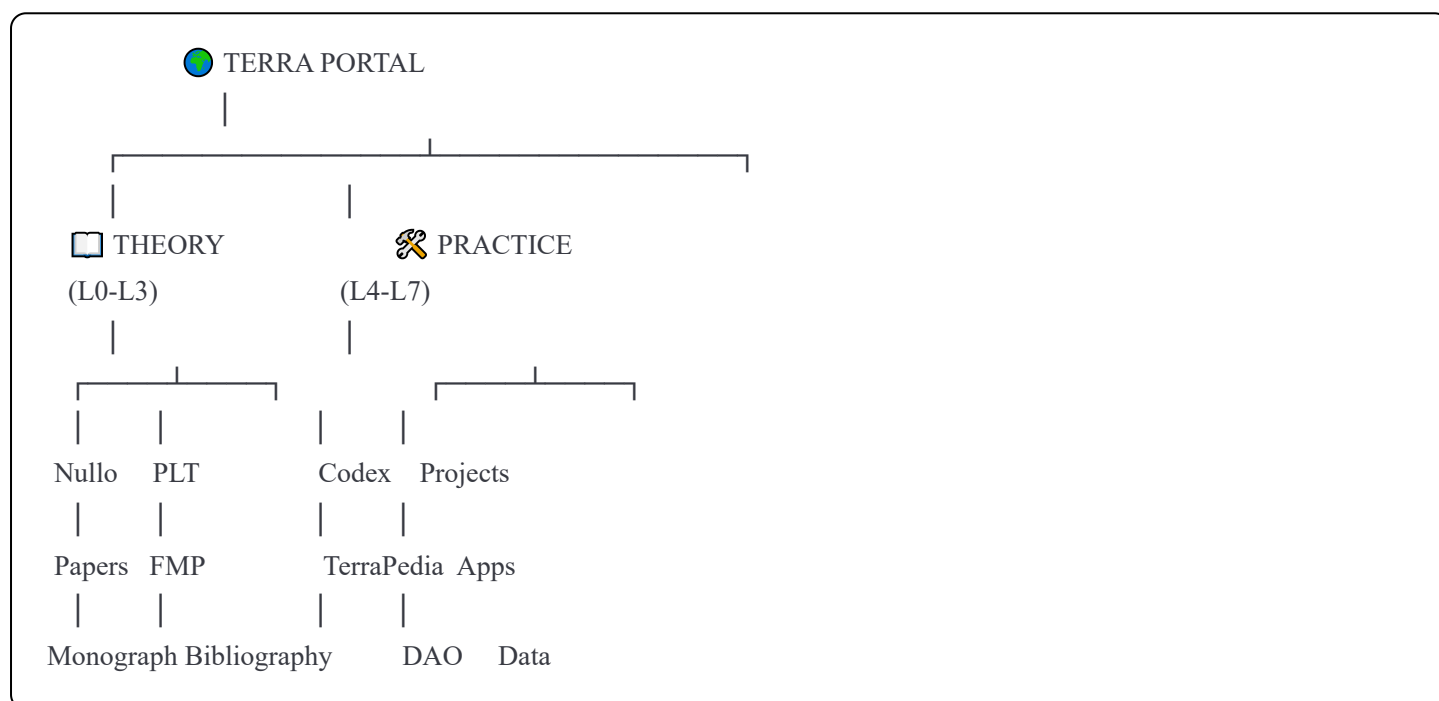 🌍 TERRA PORTAL
📖 THEORY 🛠 PRACTICE
(L0-L3) (L4-L7)
Nullo PLT Codex Projects
Papers FMP TerraPedia Apps
Monograph Bibliography DAO Data